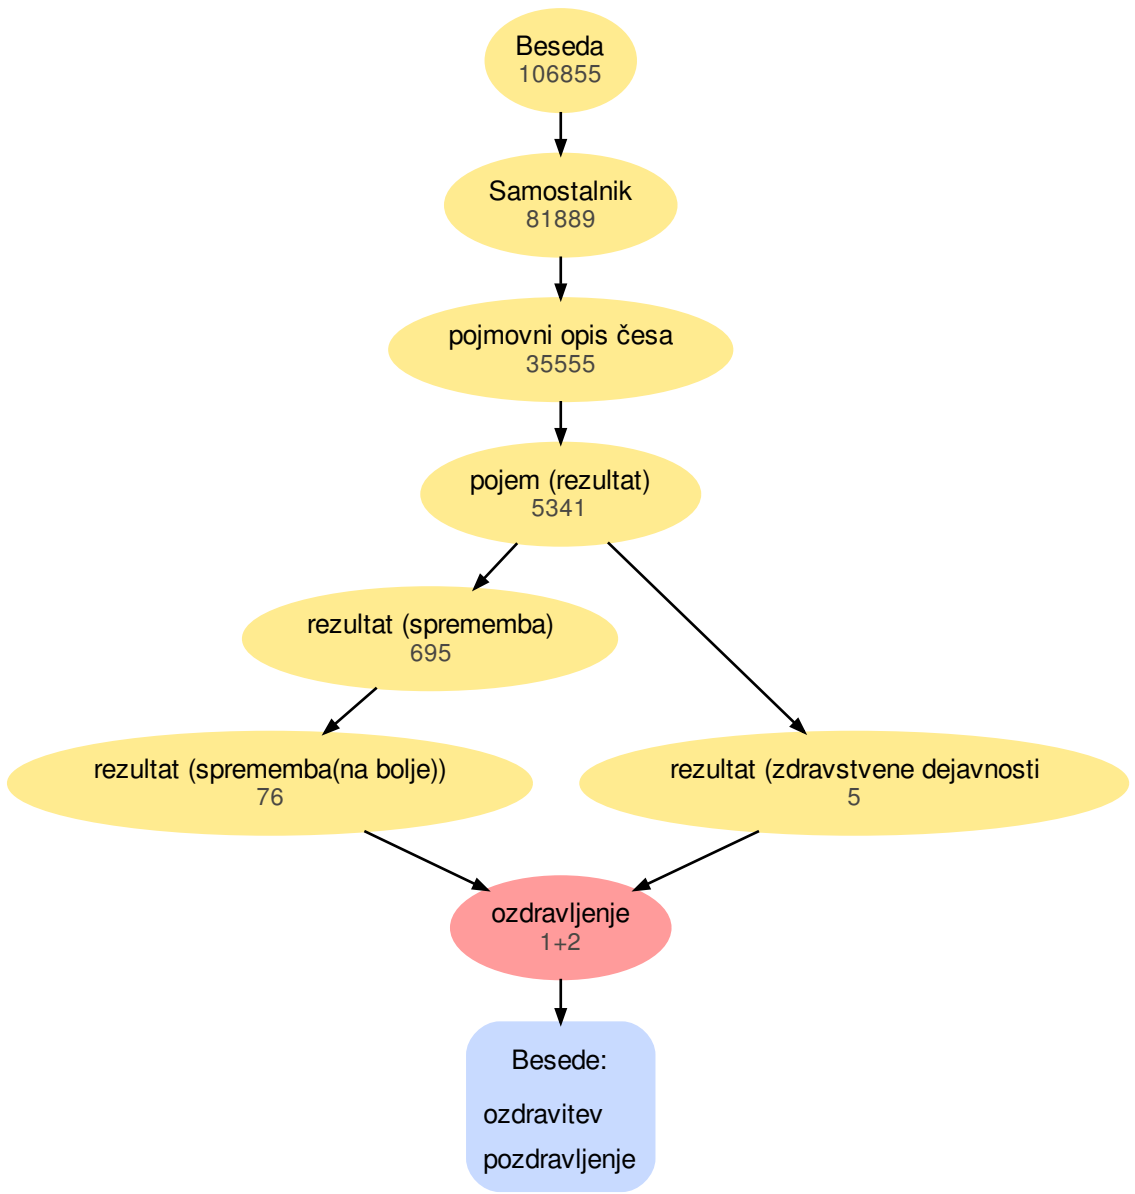 Beseda
106855
Samostalnik
81889
pojmovni opis česa
35555
pojem (rezultat)
5341
rezultat (sprememba)
695
rezultat (sprememba(na bolje))
76
rezultat (zdravstvene dejavnosti
5
ozdravljenje
1+2
Besede:
ozdravitev
pozdravljenje